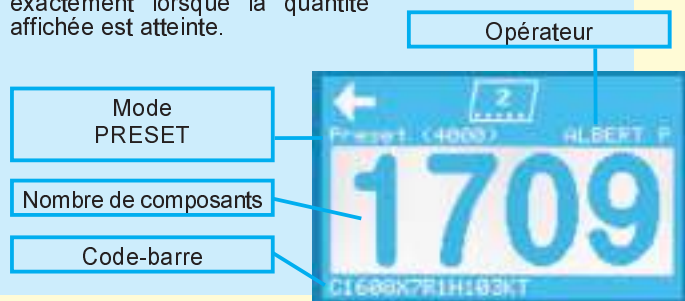 exactement lorsque la quantité
affichée est atteinte.
Opérateur
Mode
PRESET
Nombre de composants
Code-barre
2
Preset (4000) ALBERT P
1709
C1608X7R1H103KT